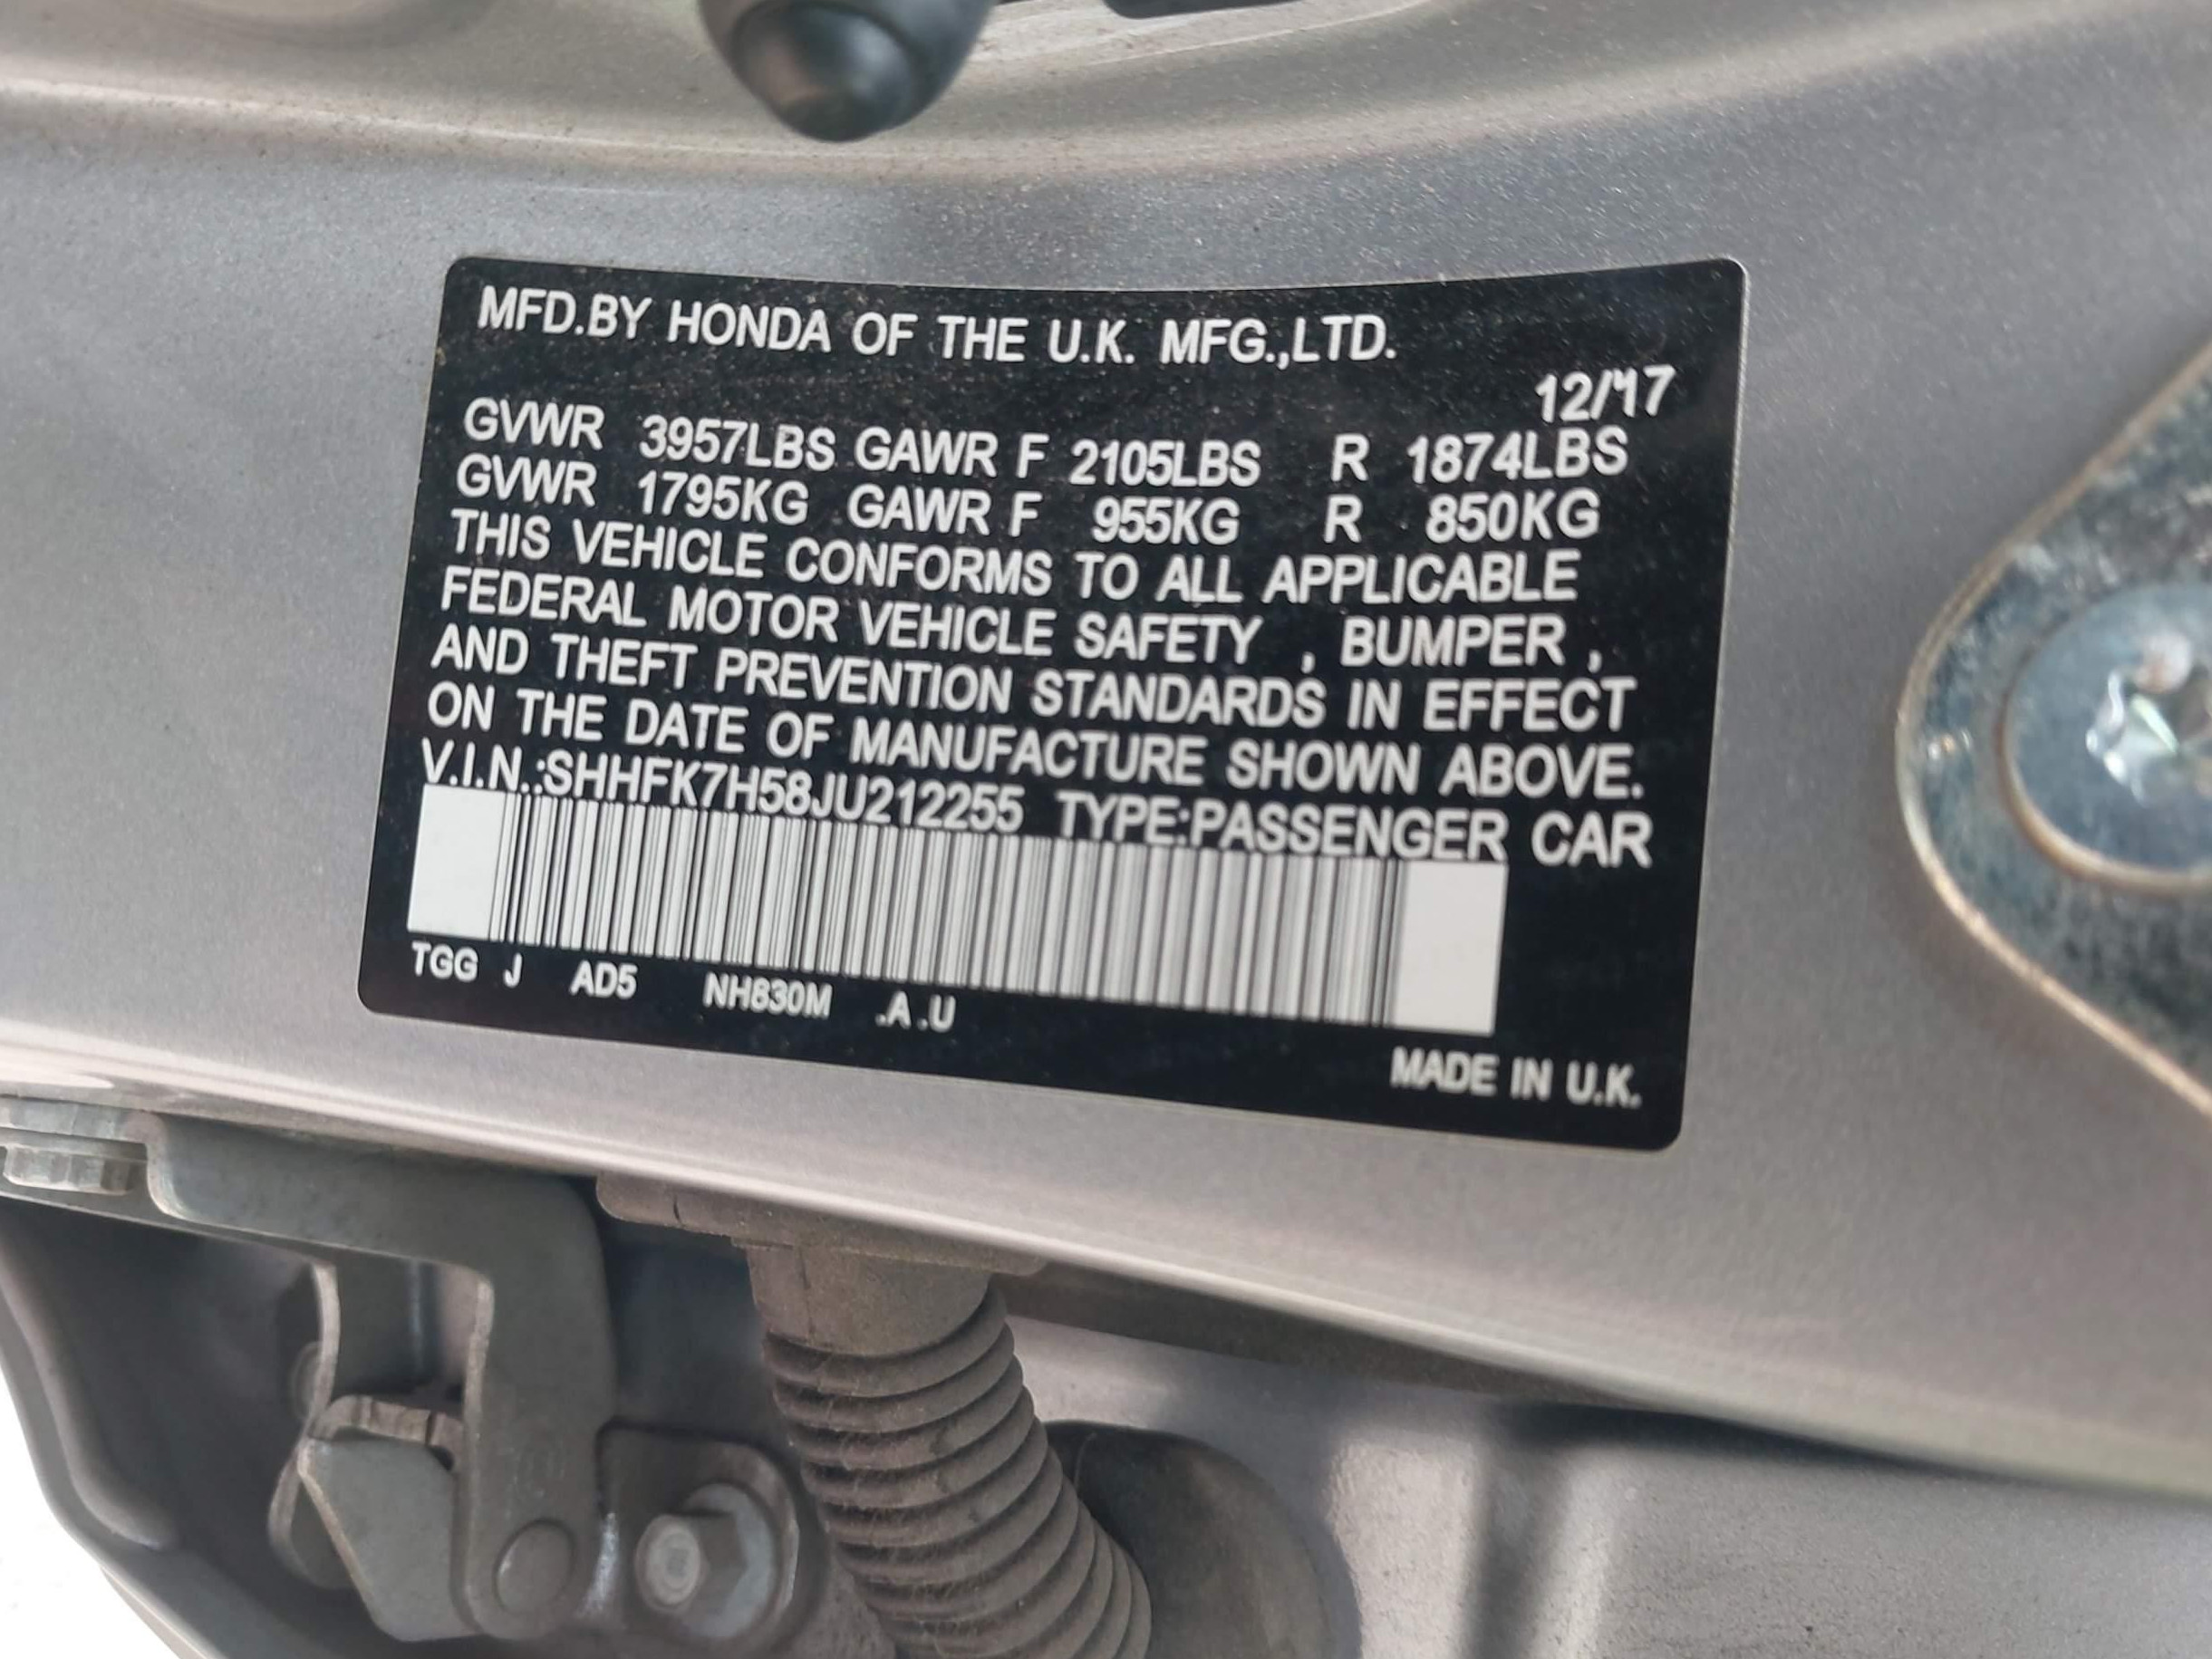 MFD.BY HONDA OF THE U.K. MFG.,LTD.
12/'17
GVWR 3957LBS GAWR F 2105LBS R 1874LBS
GVWR 1795KG GAWR F 955KG R 850KG
THIS VEHICLE CONFORMS TO ALL APPLICABLE
FEDERAL MOTOR VEHICLE SAFETY , BUMPER ,
AND THEFT PREVENTION STANDARDS IN EFFECT
ON THE DATE OF MANUFACTURE SHOWN ABOVE.
V.I.N.:SHHFK7H58JU212255 TYPE:PASSENGER CAR
TGG J AD5 NH830M .A .U
MADE IN U.K.